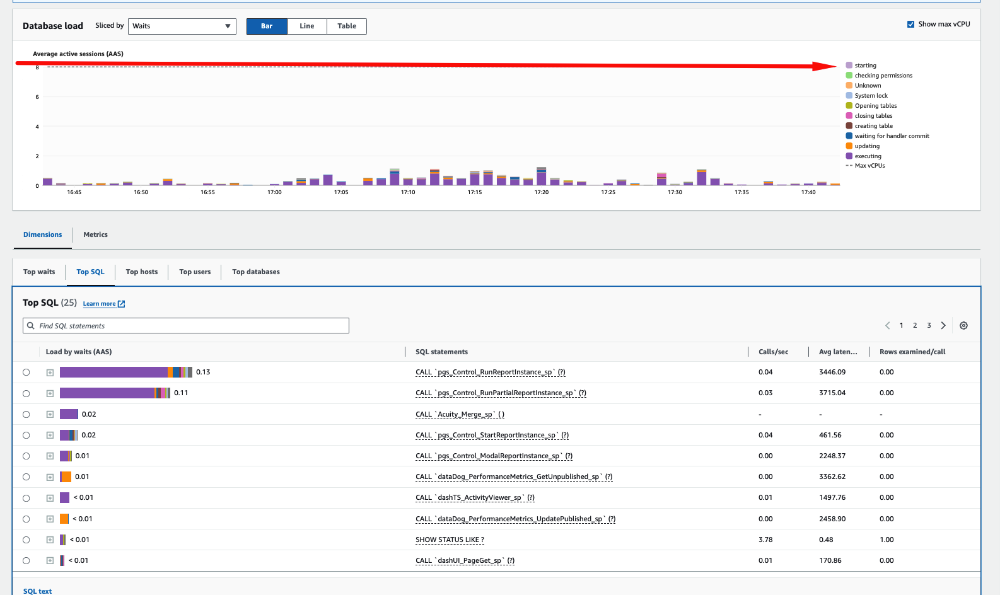 Database load Sliced by Waits Bar Line Table Show max vCPU
Average active sessions (AAS)
8
6
4
2
0
16:45 16:50 16:55 17:00 17:05 17:10 17:15 17:20 17:25 17:30 17:35 17:40
starting
checking permissions
Unknown
System lock
Opening tables
closing tables
creating table
waiting for handler commit
updating
executing
Max vCPUs
Dimensions Metrics
Top waits Top SQL Top hosts Top users Top databases
Top SQL (25) Learn more
Find SQL statements 1 2 3
Load by waits (AAS) SQL statements Calls/sec Avg laten... Rows examined/call
0.13 CALL `pgs_Control_RunReportInstance_sp` (?) 0.04 3446.09 0.00
0.11 CALL `pgs_Control_RunPartialReportInstance_sp` (?) 0.03 3715.04 0.00
0.02 CALL `Acuity_Merge_sp` ( ) - - -
0.02 CALL `pgs_Control_StartReportInstance_sp` (?) 0.04 461.56 0.00
0.01 CALL `pgs_Control_ModalReportInstance_sp` (?) 0.00 2248.37 0.00
0.01 CALL `dataDog_PerformanceMetrics_GetUnpublished_sp` (?) 0.00 3362.62 0.00
< 0.01 CALL `dashTS_ActivityViewer_sp` (?) 0.01 1497.76 0.00
< 0.01 CALL `dataDog_PerformanceMetrics_UpdatePublished_sp` (?) 0.00 2458.90 0.00
< 0.01 SHOW STATUS LIKE ? 3.78 0.48 1.00
< 0.01 CALL `dashUI_PageGet_sp` (?) 0.01 170.86 0.00
SQL text